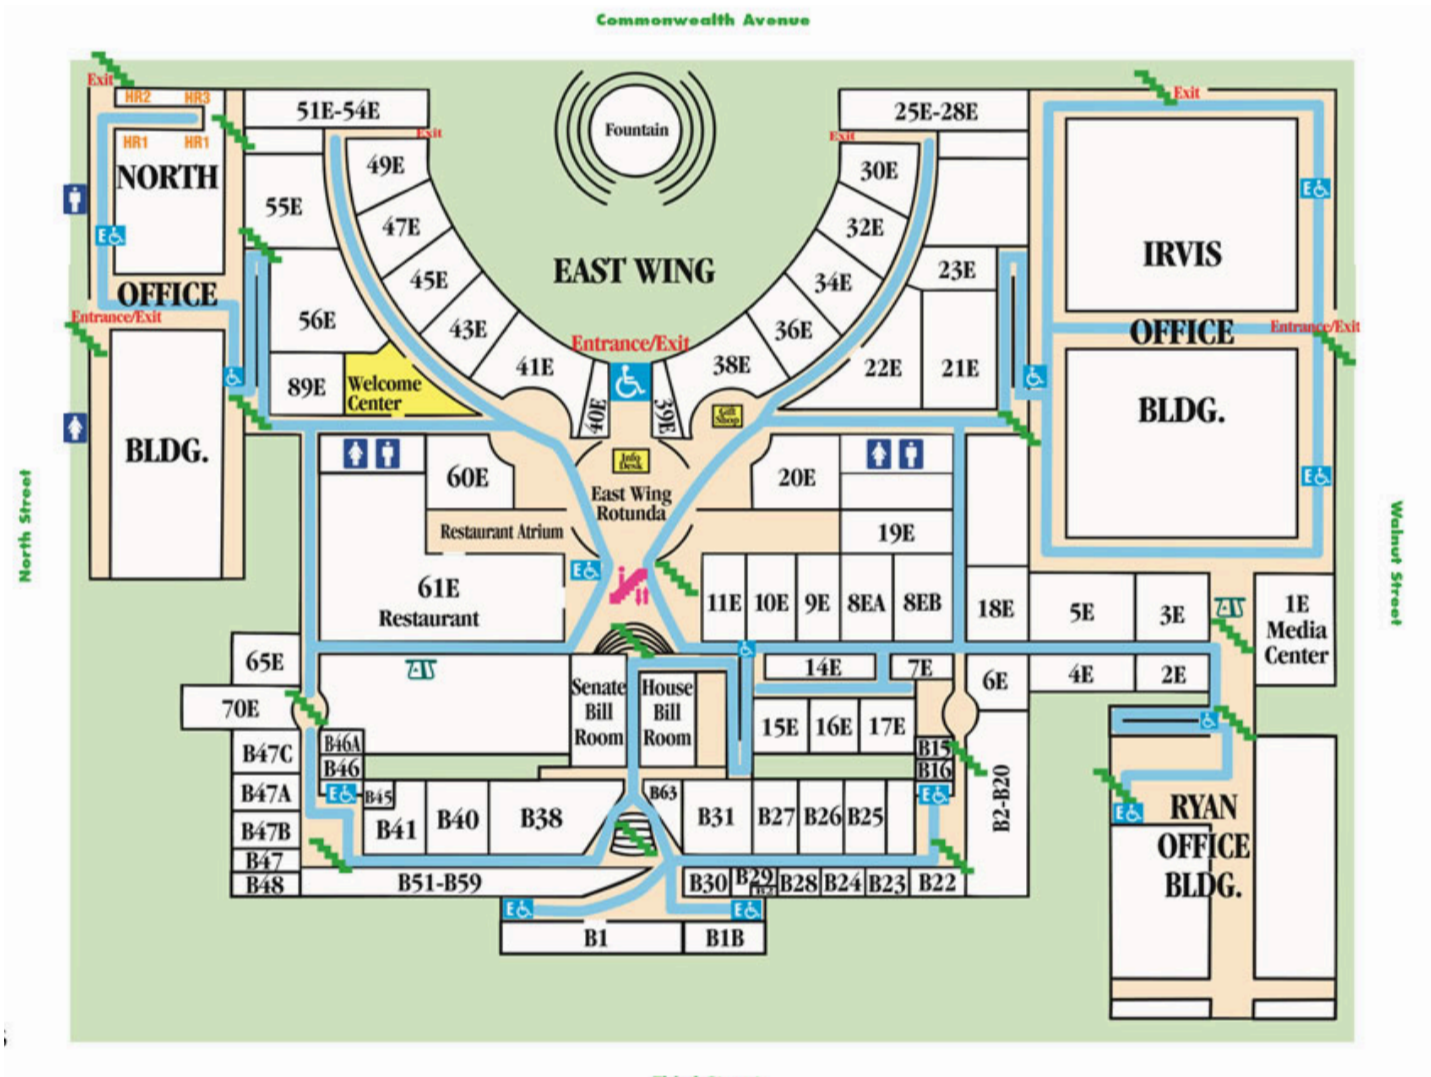 Commonwealth Avenue
Exit
HR2
HR3
HR1
HR1
NORTH
OFFICE
Entrance/Exit
BLDG.
North Street
51E-54E
Exit
55E
56E
89E
Welcome
Center
49E
47E
45E
43E
41E
40E
Fountain
EAST WING
Entrance/Exit
25E-28E
Exit
30E
32E
34E
36E
38E
39E
Gift
Shop
Info
Desk
East Wing
Rotunda
23E
22E
21E
Exit
IRVIS
OFFICE
Entrance/Exit
BLDG.
Walnut Street
E
E
E
60E
Restaurant Atrium
61E
Restaurant
E
20E
19E
11E
10E
9E
8EA
8EB
18E
5E
3E
1E
Media
Center
65E
70E
14E
7E
6E
4E
2E
Senate
Bill
Room
House
Bill
Room
15E
16E
17E
B47C
B47A
B47B
B47
B48
B46A
B46
E
B45
B41
B40
B38
B63
B31
B27
B26
B25
B15
B16
E
B2-B20
B51-B59
B30
B29
B28
B24
B23
B22
E
E
B1
B1B
E
RYAN
OFFICE
BLDG.